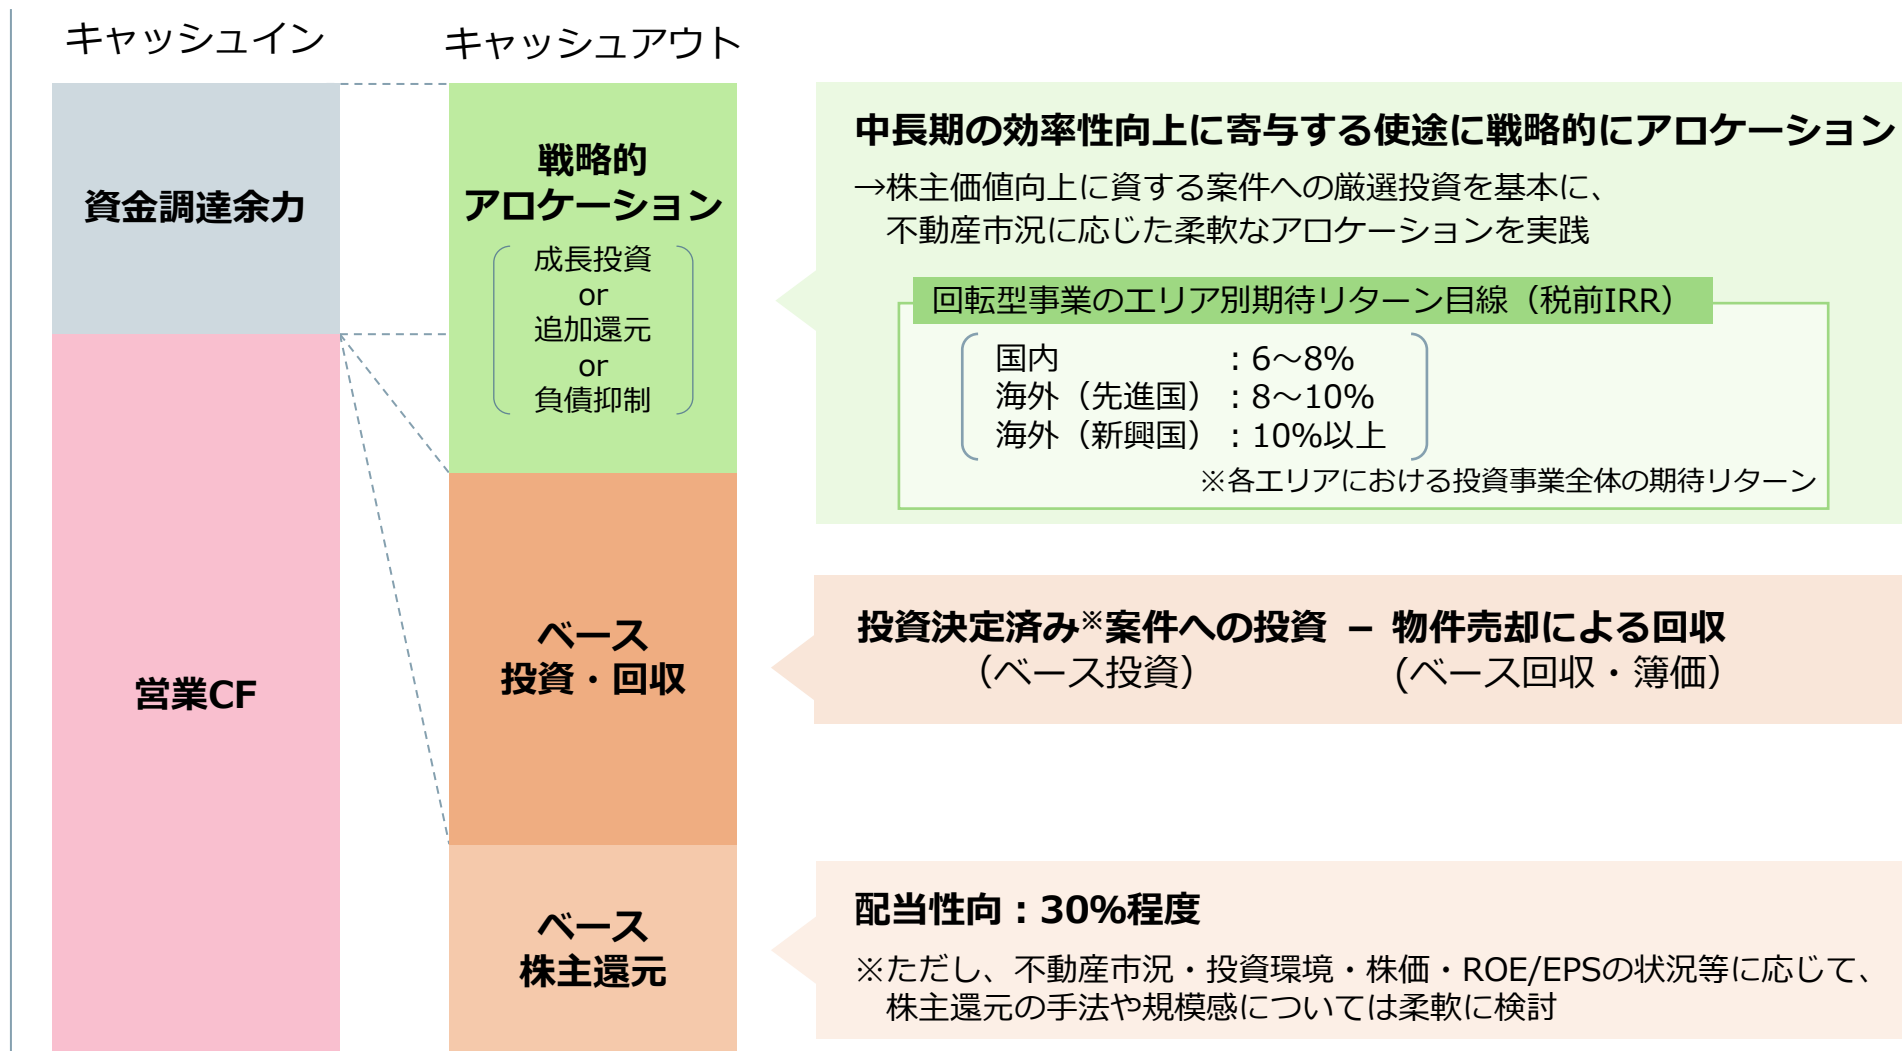 キャッシュイン
キャッシュアウト
資金調達余力
営業CF
戦略的
アロケーション
成長投資
or
追加還元
or
負債抑制
ベース
投資・回収
ベース
株主還元
中長期の効率性向上に寄与する使途に戦略的にアロケーション
→株主価値向上に資する案件への厳選投資を基本に、
不動産市況に応じた柔軟なアロケーションを実践
回転型事業のエリア別期待リターン目線（税前IRR）
国内　　　　　：6～8%
海外（先進国）：8～10%
海外（新興国）：10%以上
※各エリアにおける投資事業全体の期待リターン
投資決定済み※案件への投資 － 物件売却による回収
（ベース投資） (ベース回収・簿価）
配当性向：30%程度
※ただし、不動産市況・投資環境・株価・ROE/EPSの状況等に応じて、
株主還元の手法や規模感については柔軟に検討